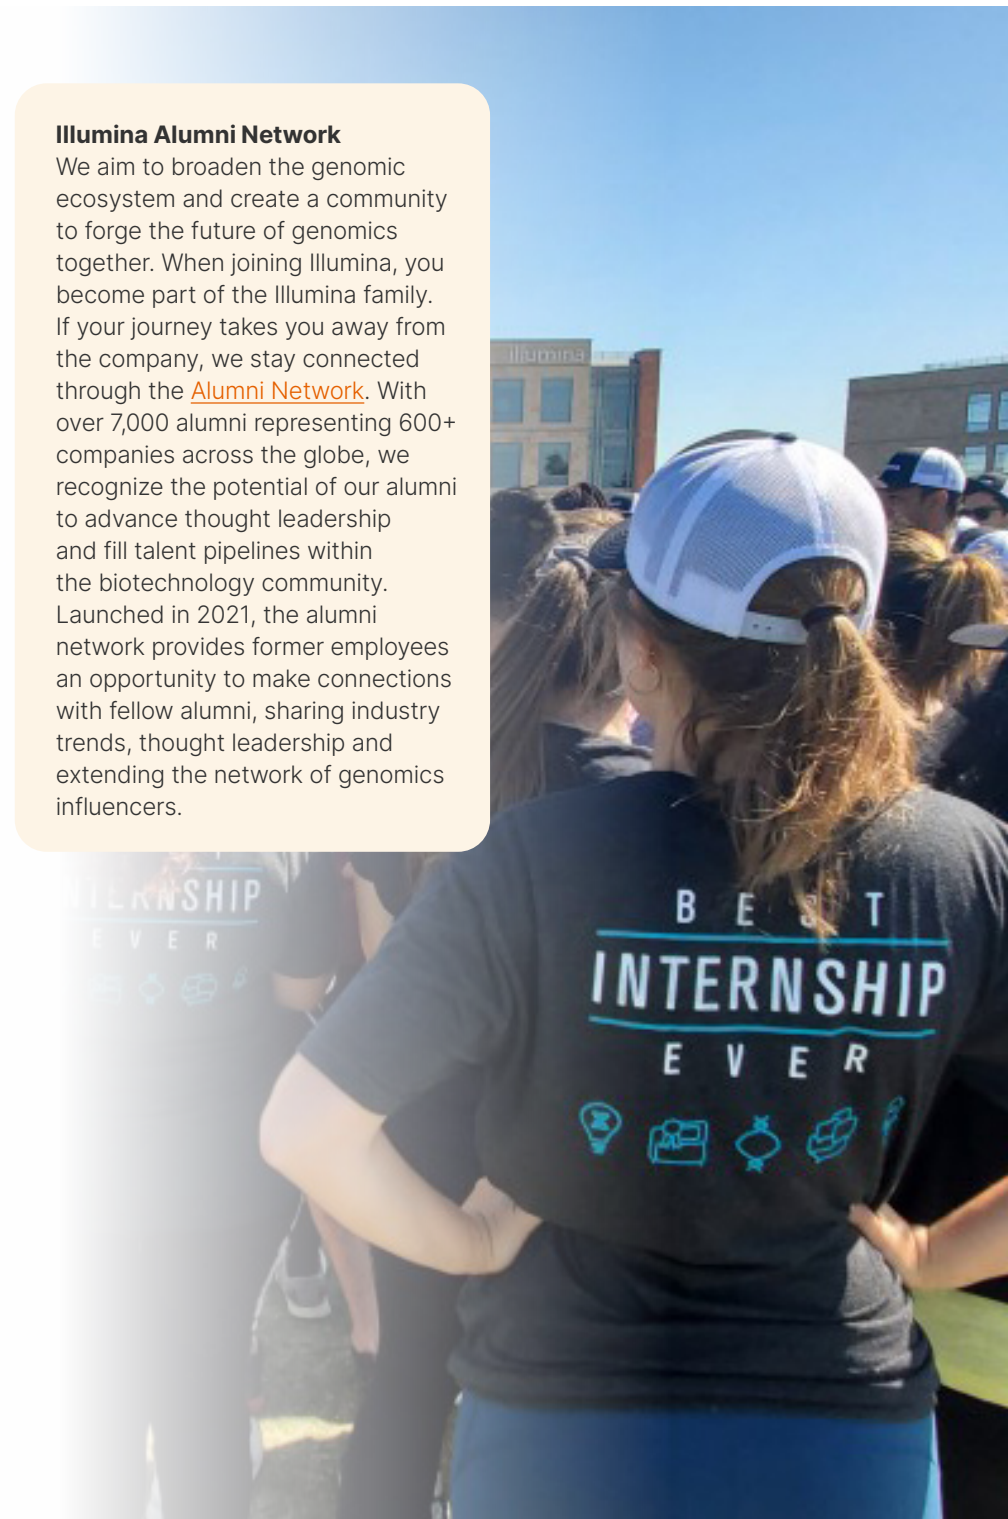 Illumina Alumni Network
We aim to broaden the genomic
ecosystem and create a community
to forge the future of genomics
together. When joining Illumina, you
become part of the Illumina family.
If your journey takes you away from
the company, we stay connected
through the Alumni Network. With
over 7,000 alumni representing 600+
companies across the globe, we
recognize the potential of our alumni
to advance thought leadership
and fill talent pipelines within
the biotechnology community.
Launched in 2021, the alumni
network provides former employees
an opportunity to make connections
with fellow alumni, sharing industry
trends, thought leadership and
extending the network of genomics
influencers.
illumina
BEST
INTERNSHIP
EVER
INTERNSHIP
EVER